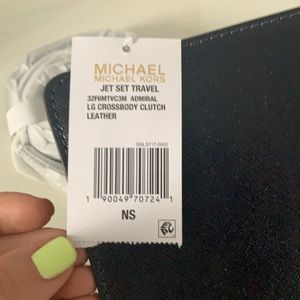 MICHAEL
MICHAEL KORS
JET SET TRAVEL
32F6MTVC3M ADMIRAL
LG CROSSBODY CLUTCH
LEATHER
1 90049 70724 1
NS